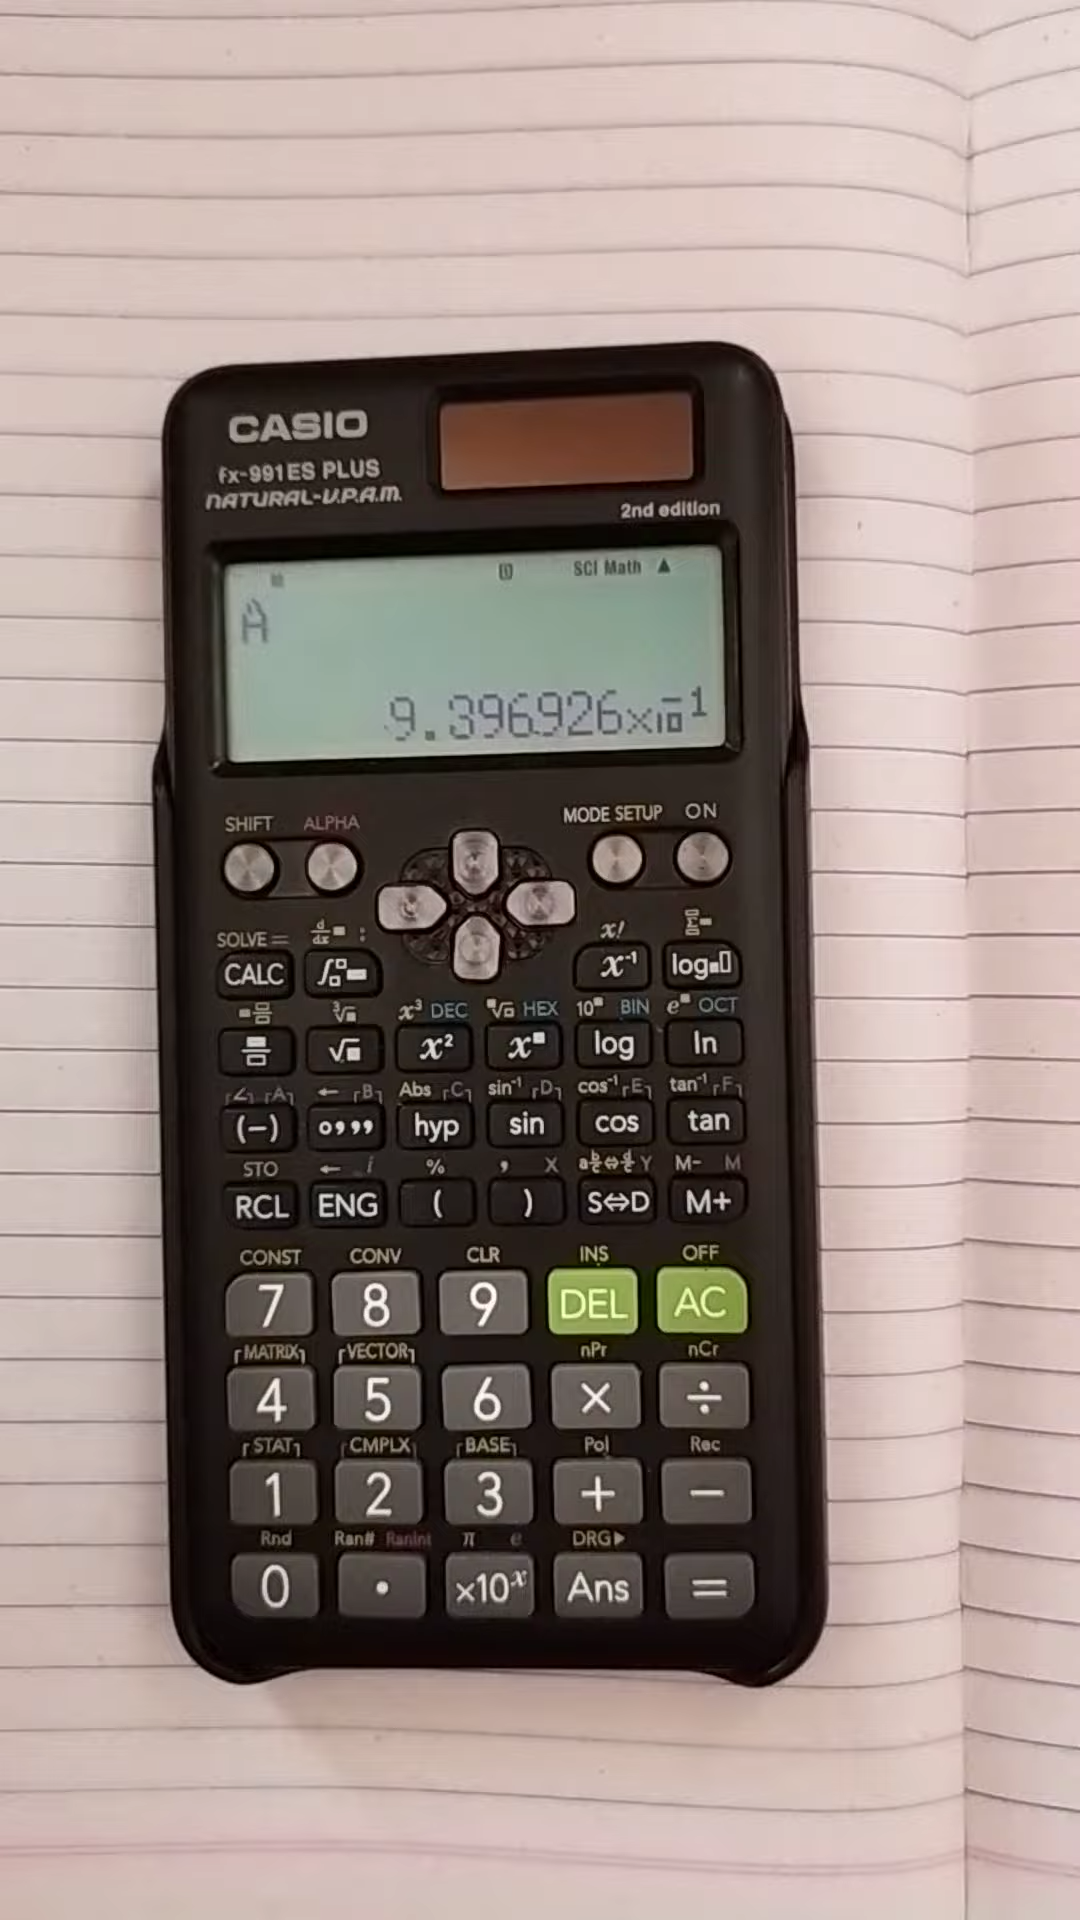 CASIO
fx-991ES PLUS
NATURAL-V.P.A.M.
2nd edition
D SCI Math ▲
A
9.396926×10⁻¹
SHIFT ALPHA MODE SETUP ON
SOLVE = d/dx■ : x! Σ▯=
CALC ∫▯■ x⁻¹ log■▯
■▯/▯ ³√■ x³ DEC ■√▯ HEX 10■ BIN e■ OCT
■/▯ √■ x² x■ log ln
∠ A ← B Abs C sin⁻¹ D cos⁻¹ E tan⁻¹ F
(−) °'" hyp sin cos tan
STO ← i % , X a b/c⇔d/c Y M− M
RCL ENG ( ) S⇔D M+
CONST CONV CLR INS OFF
7 8 9 DEL AC
MATRIX VECTOR nPr nCr
4 5 6 × ÷
STAT CMPLX BASE Pol Rec
1 2 3 + −
Rnd Ran# RanInt π e DRG▶
0 • ×10ˣ Ans =